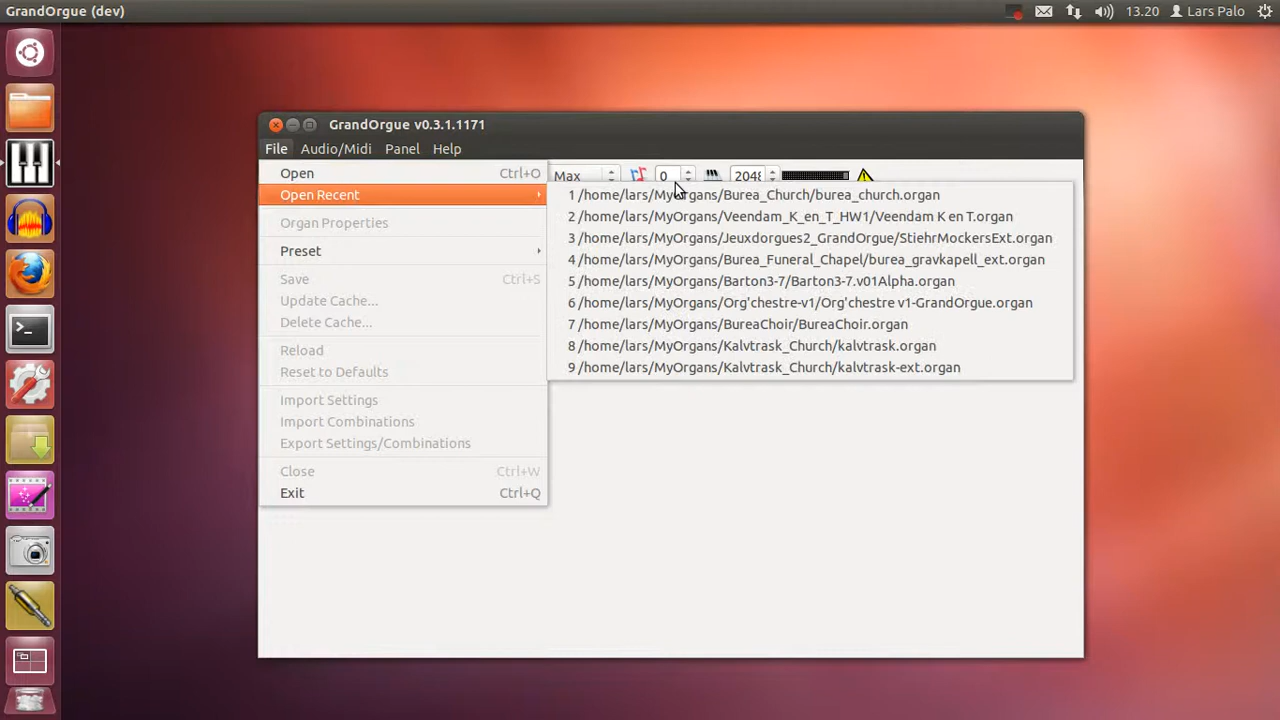 GrandOrgue (dev)
13.20
Lars Palo
GrandOrgue v0.3.1.1171
File
Audio/Midi
Panel
Help
Max
0
Open Ctrl+O
Open Recent
Organ Properties
Preset
Save Ctrl+S
Update Cache...
Delete Cache...
Reload
Reset to Defaults
Import Settings
Import Combinations
Export Settings/Combinations
Close Ctrl+W
Exit Ctrl+Q
1 /home/lars/MyOrgans/Burea_Church/burea_church.organ
2 /home/lars/MyOrgans/Veendam_K_en_T_HW1/Veendam K en T.organ
3 /home/lars/MyOrgans/Jeuxdorgues2_GrandOrgue/StiehrMockersExt.organ
4 /home/lars/MyOrgans/Burea_Funeral_Chapel/burea_gravkapell_ext.organ
5 /home/lars/MyOrgans/Barton3-7/Barton3-7.v01Alpha.organ
6 /home/lars/MyOrgans/Org'chestre-v1/Org'chestre v1-GrandOrgue.organ
7 /home/lars/MyOrgans/BureaChoir/BureaChoir.organ
8 /home/lars/MyOrgans/Kalvtrask_Church/kalvtrask.organ
9 /home/lars/MyOrgans/Kalvtrask_Church/kalvtrask-ext.organ